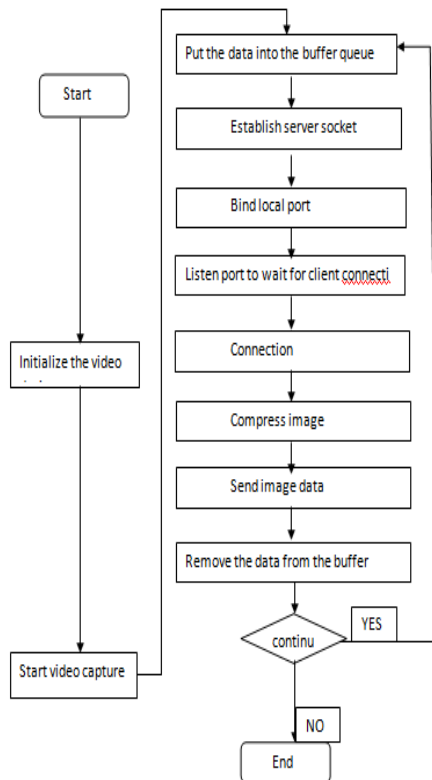 Start
Initialize the video
Start video capture
Put the data into the buffer queue
Establish server socket
Bind local port
Listen port to wait for client connecti
Connection
Compress image
Send image data
Remove the data from the buffer
continu
YES
NO
End